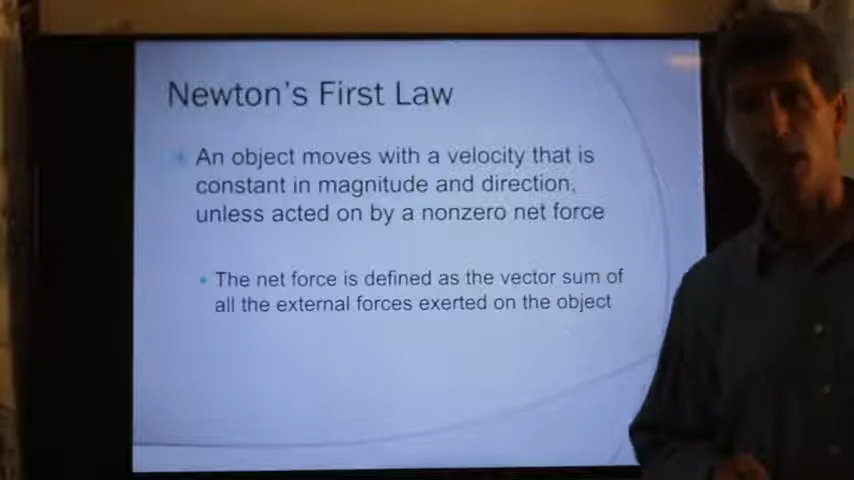 Newton's First Law
An object moves with a velocity that is
constant in magnitude and direction,
unless acted on by a nonzero net force
The net force is defined as the vector sum of
all the external forces exerted on the object